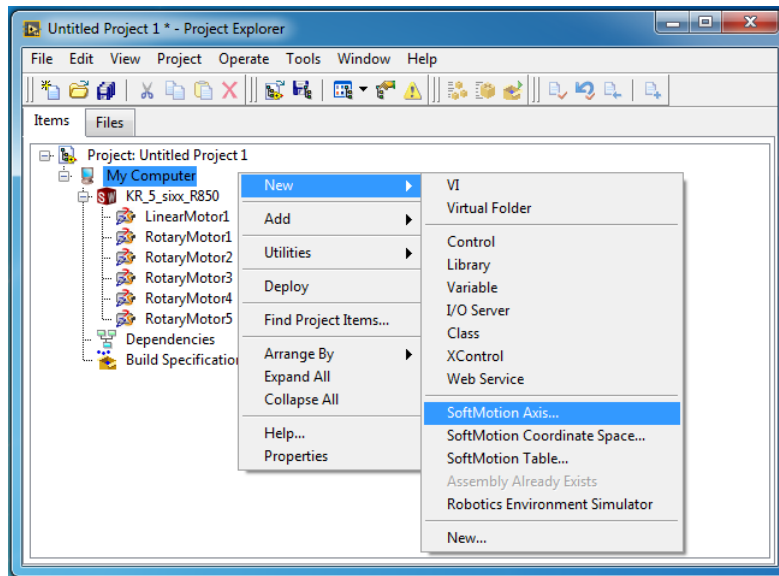 Untitled Project 1 * - Project Explorer
File Edit View Project Operate Tools Window Help
Items Files
Project: Untitled Project 1
My Computer
KR_5_sixx_R850
LinearMotor1
RotaryMotor1
RotaryMotor2
RotaryMotor3
RotaryMotor4
RotaryMotor5
Dependencies
Build Specification
New
Add
Utilities
Deploy
Find Project Items...
Arrange By
Expand All
Collapse All
Help...
Properties
VI
Virtual Folder
Control
Library
Variable
I/O Server
Class
XControl
Web Service
SoftMotion Axis...
SoftMotion Coordinate Space...
SoftMotion Table...
Assembly Already Exists
Robotics Environment Simulator
New...